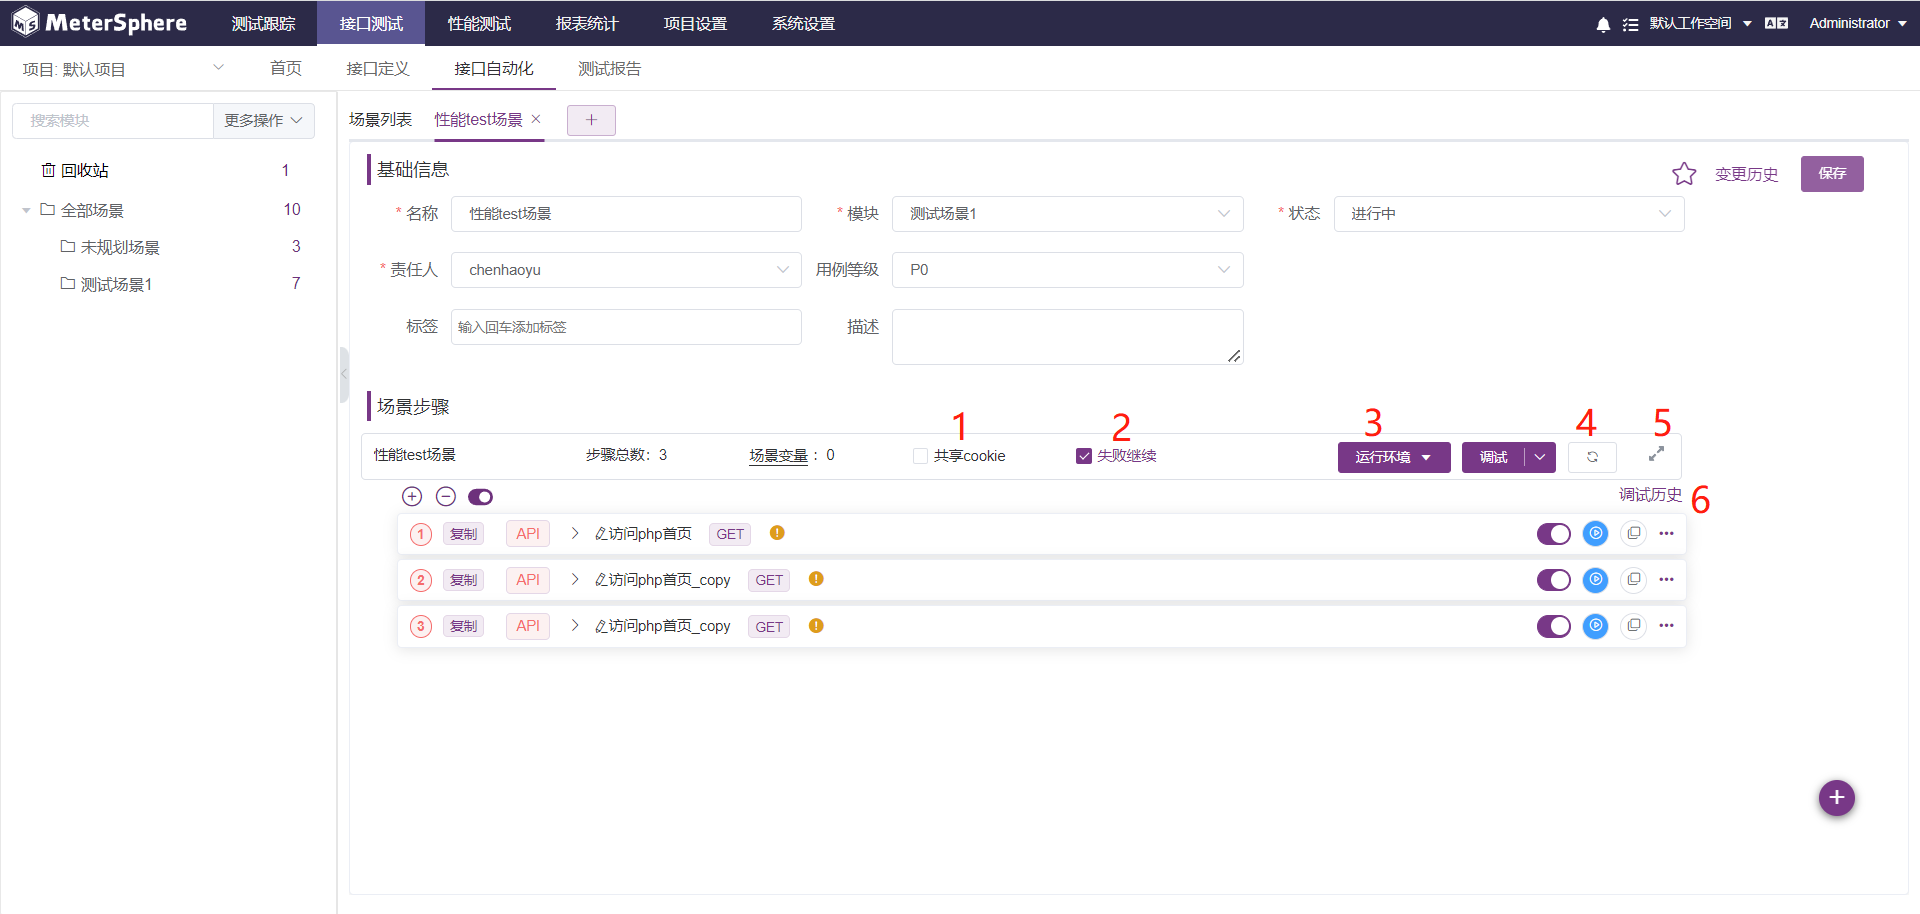 MS MeterSphere 测试跟踪 接口测试 性能测试 报表统计 项目设置 系统设置 默认工作空间 Administrator
项目: 默认项目 首页 接口定义 接口自动化 测试报告
搜索模块 更多操作
回收站 1
全部场景 10
未规划场景 3
测试场景1 7
场景列表 性能test场景 × +
基础信息 变更历史 保存
* 名称 性能test场景 * 模块 测试场景1 * 状态 进行中
* 责任人 chenhaoyu 用例等级 P0
标签 输入回车添加标签 描述
场景步骤
1 2 3 4 5
性能test场景 步骤总数: 3 场景变量 : 0 共享cookie 失败继续 运行环境 调试
调试历史 6
1 复制 API 访问php首页 GET !
2 复制 API 访问php首页_copy GET !
3 复制 API 访问php首页_copy GET !
+